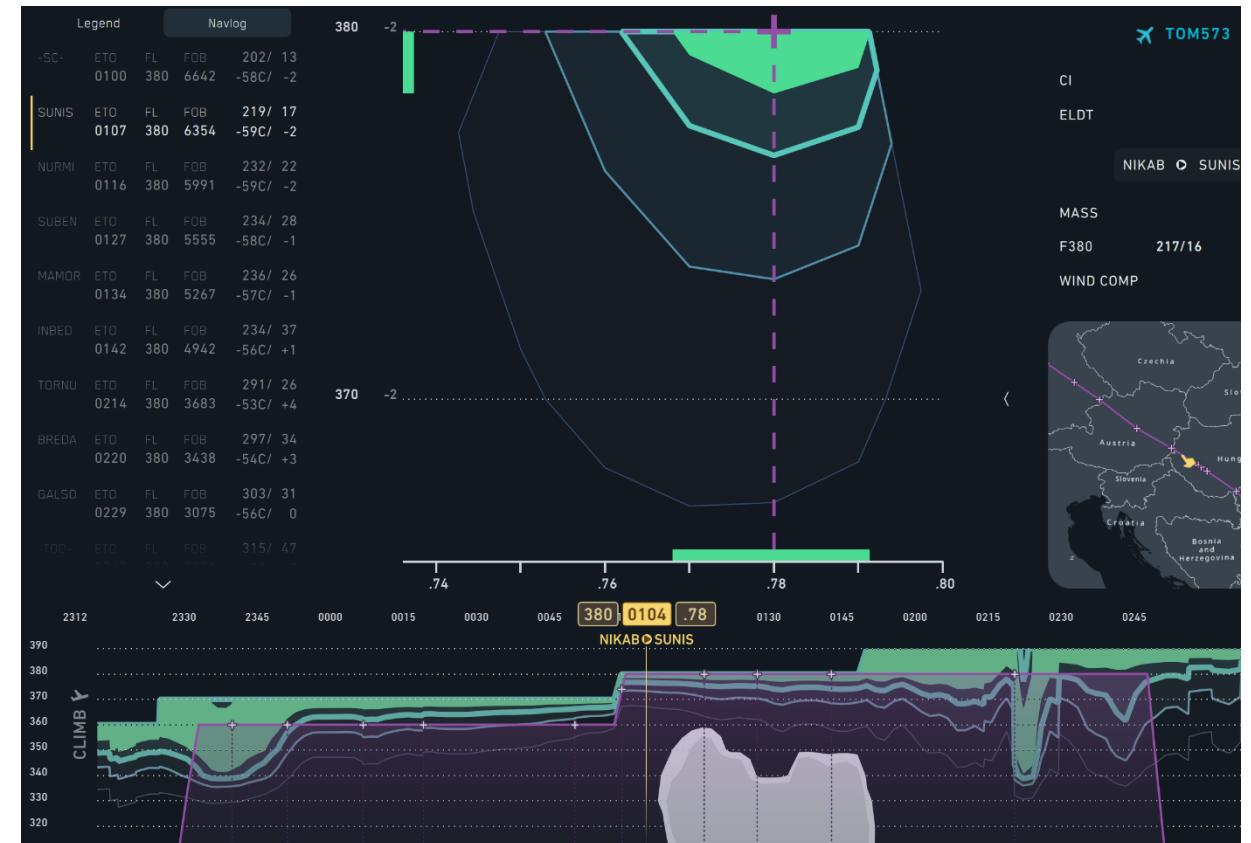 Legend Navlog
-SC- ETO FL FOB 202/ 13
0100 380 6642 -58C/ -2
SUNIS ETO FL FOB 219/ 17
0107 380 6354 -59C/ -2
NURMI ETO FL FOB 232/ 22
0116 380 5991 -59C/ -2
SUBEN ETO FL FOB 234/ 28
0127 380 5555 -58C/ -1
MAMOR ETO FL FOB 236/ 26
0134 380 5267 -57C/ -1
INBED ETO FL FOB 234/ 37
0142 380 4942 -56C/ +1
TORNU ETO FL FOB 291/ 26
0214 380 3683 -53C/ +4
BREDA ETO FL FOB 297/ 34
0220 380 3438 -54C/ +3
GALSO ETO FL FOB 303/ 31
0229 380 3075 -56C/ 0
-TOD- ETO FL FOB 315/ 47
380 -2
370 -2
.74 .76 .78 .80
TOM573
CI
ELDT
NIKAB SUNIS
MASS
F380 217/16
WIND COMP
Czechia
Slo
Austria
Hung
Slovenia
Croatia
Bosnia
and
Herzegovina
2312 2330 2345 0000 0015 0030 0045 380 0104 .78 0130 0145 0200 0215 0230 0245
NIKAB SUNIS
390
380
370
360
350
340
330
320
CLIMB